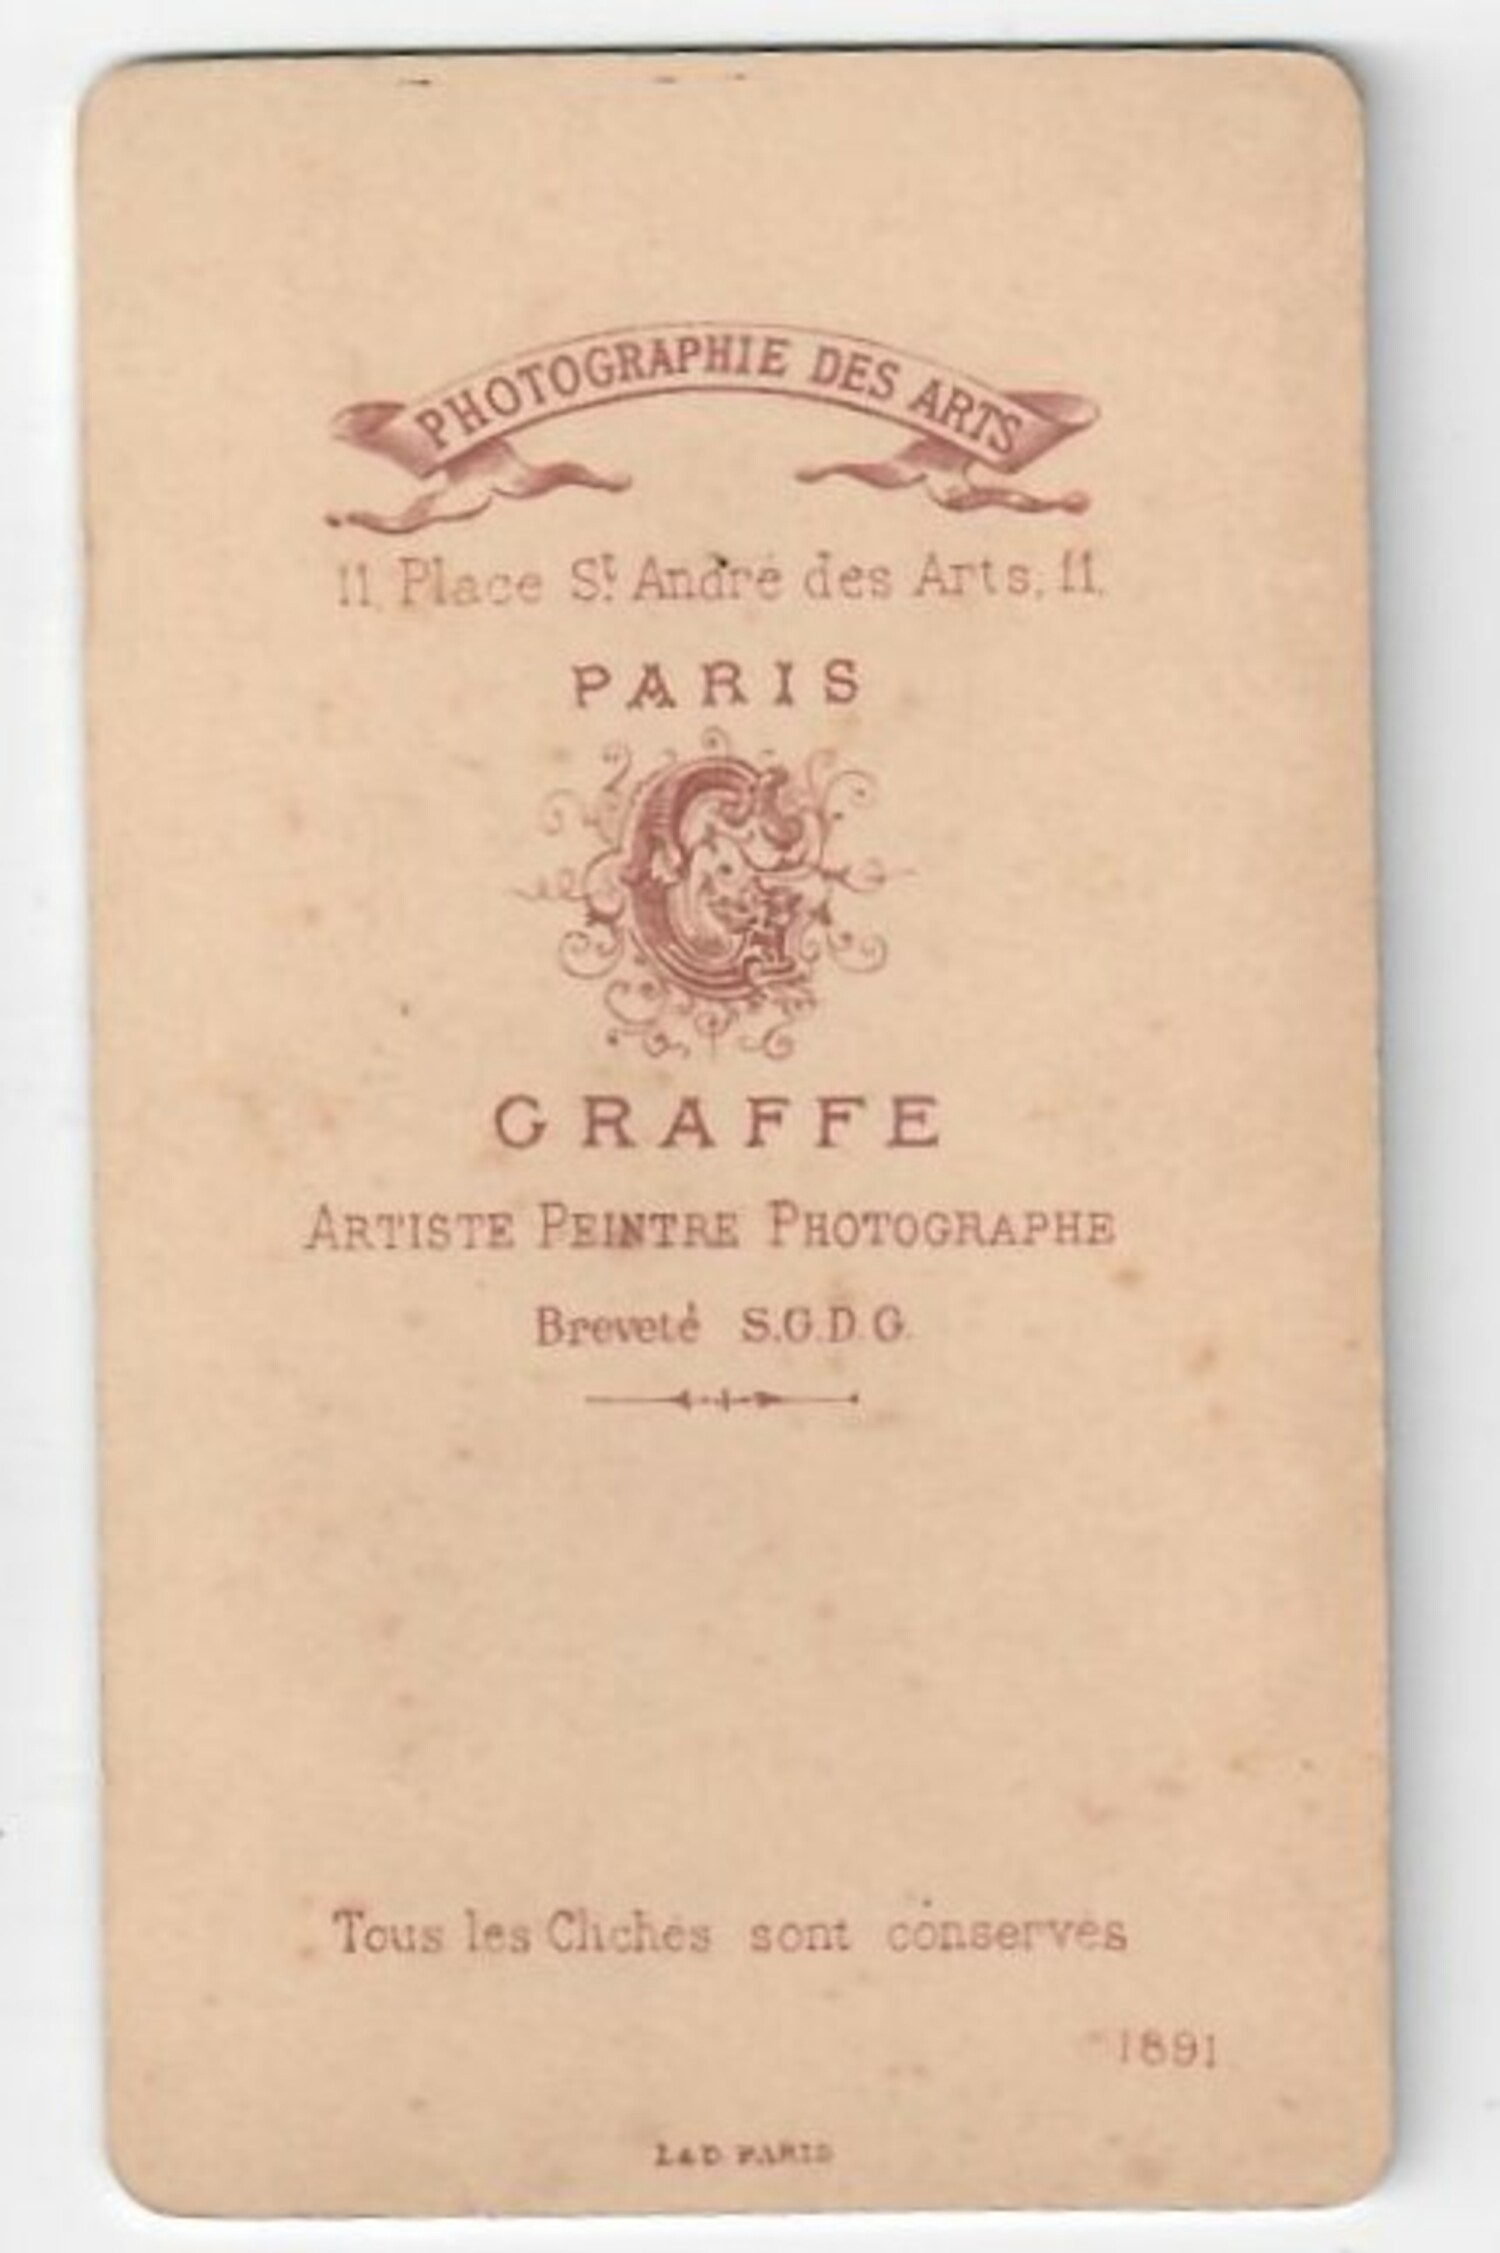 PHOTOGRAPHIE DES ARTS
11, Place St. André des Arts, 11.
PARIS
G
GRAFFE
ARTISTE PEINTRE PHOTOGRAPHE
Breveté S.G.D.G.
Tous les Clichés sont conservés
1891
L&D PARIS